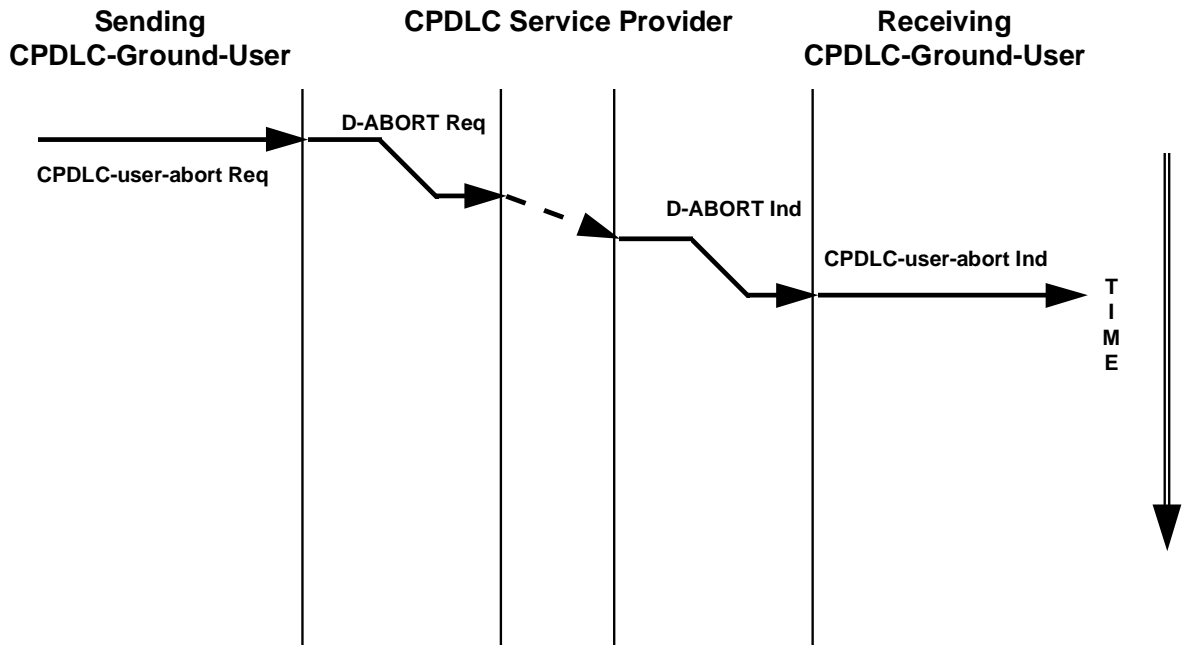 Sending
CPDLC-Ground-User
CPDLC Service Provider
Receiving
CPDLC-Ground-User
D-ABORT Req
CPDLC-user-abort Req
D-ABORT Ind
CPDLC-user-abort Ind
T
I
M
E